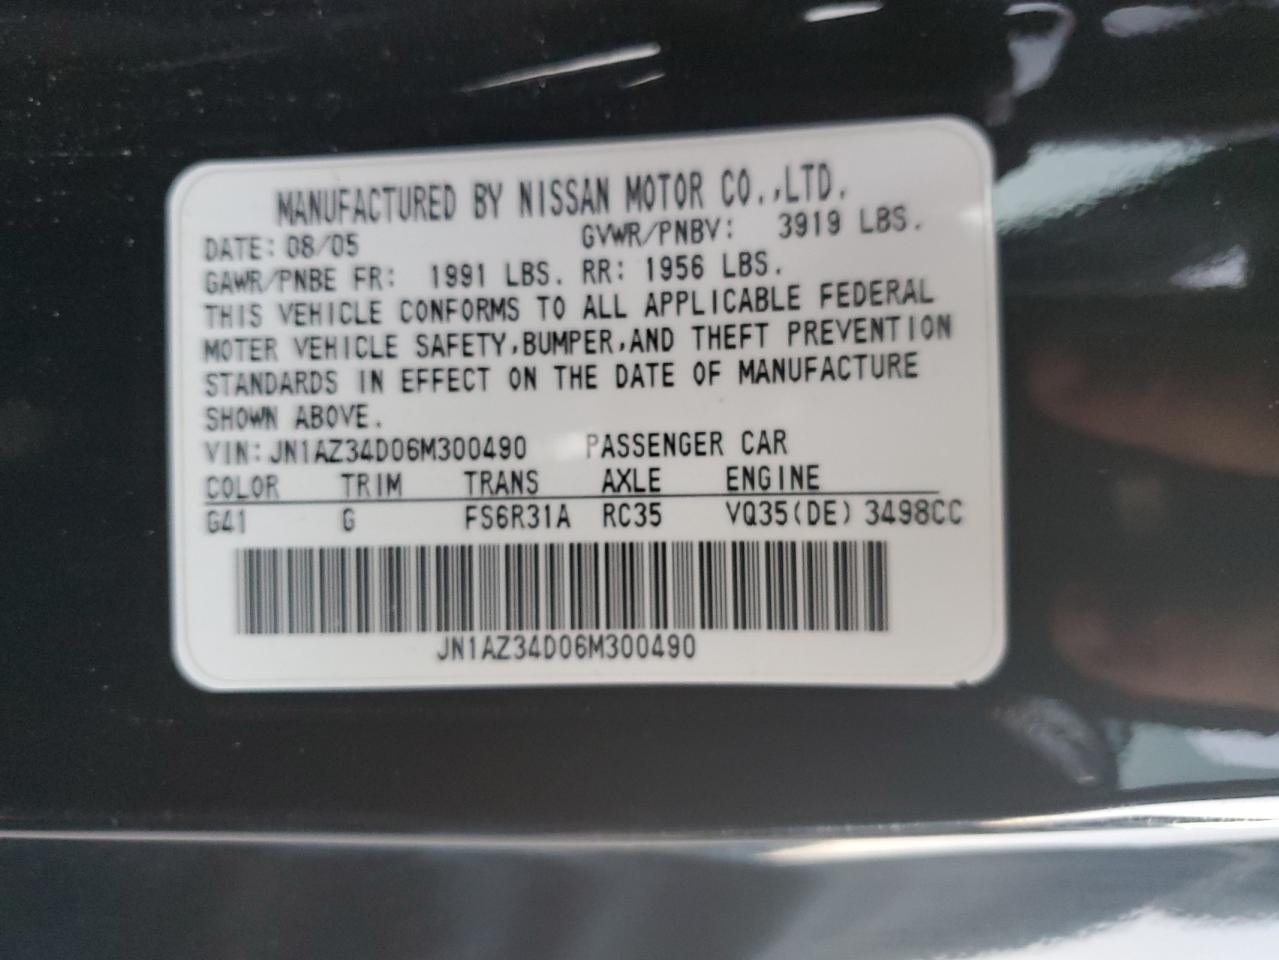 MANUFACTURED BY NISSAN MOTOR CO.,LTD.
DATE: 08/05 GVWR/PNBV: 3919 LBS.
GAWR/PNBE FR: 1991 LBS. RR: 1956 LBS.
THIS VEHICLE CONFORMS TO ALL APPLICABLE FEDERAL
MOTER VEHICLE SAFETY,BUMPER,AND THEFT PREVENTION
STANDARDS IN EFFECT ON THE DATE OF MANUFACTURE
SHOWN ABOVE.
VIN: JN1AZ34D06M300490 PASSENGER CAR
COLOR TRIM TRANS AXLE ENGINE
G41 G FS6R31A RC35 VQ35(DE) 3498CC
JN1AZ34D06M300490